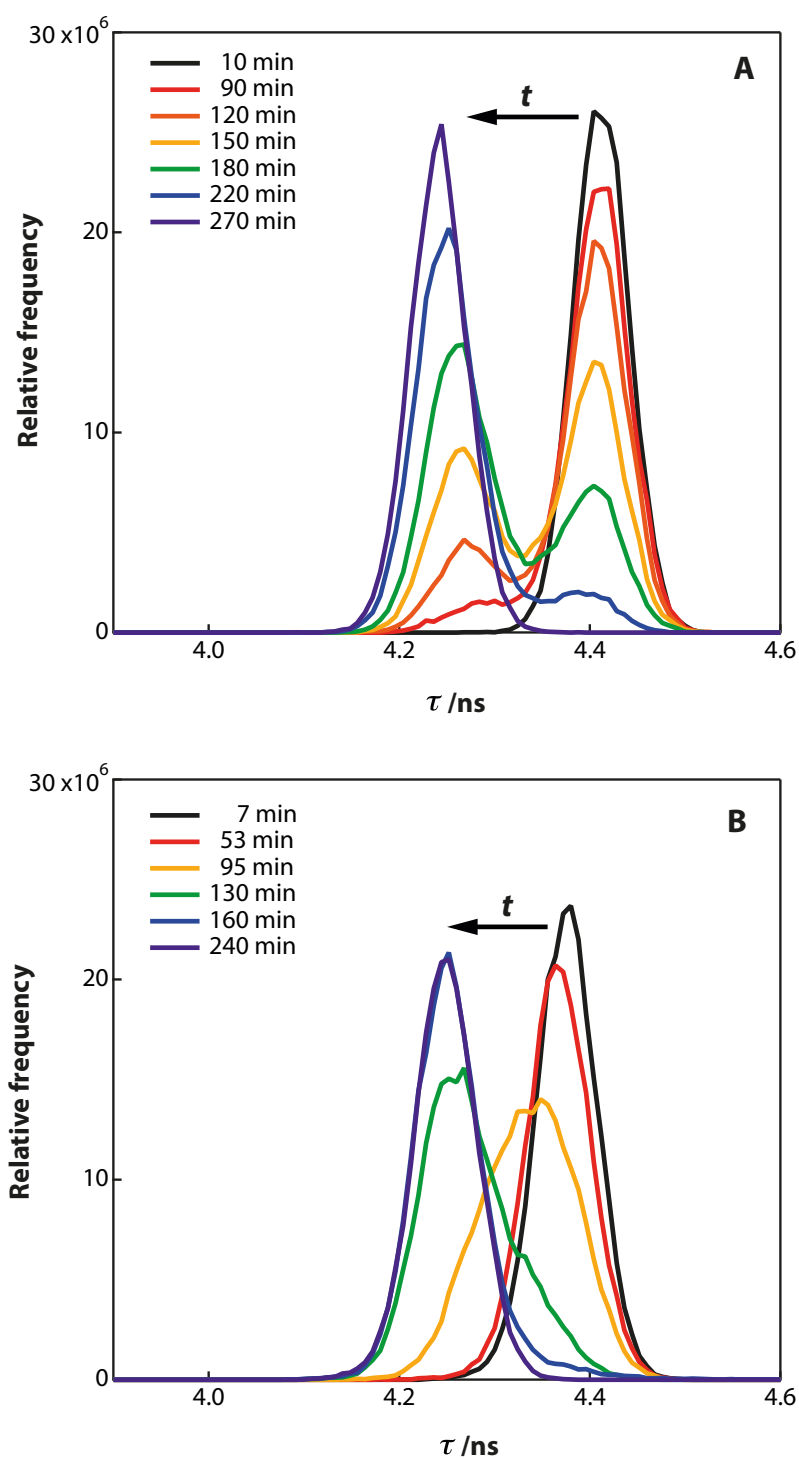 30 x10⁶
A
10 min
90 min
120 min
150 min
180 min
220 min
270 min
t
20
10
0
Relative frequency
4.0 4.2 4.4 4.6
τ /ns
30 x10⁶
B
7 min
53 min
95 min
130 min
160 min
240 min
t
20
10
0
Relative frequency
4.0 4.2 4.4 4.6
τ /ns